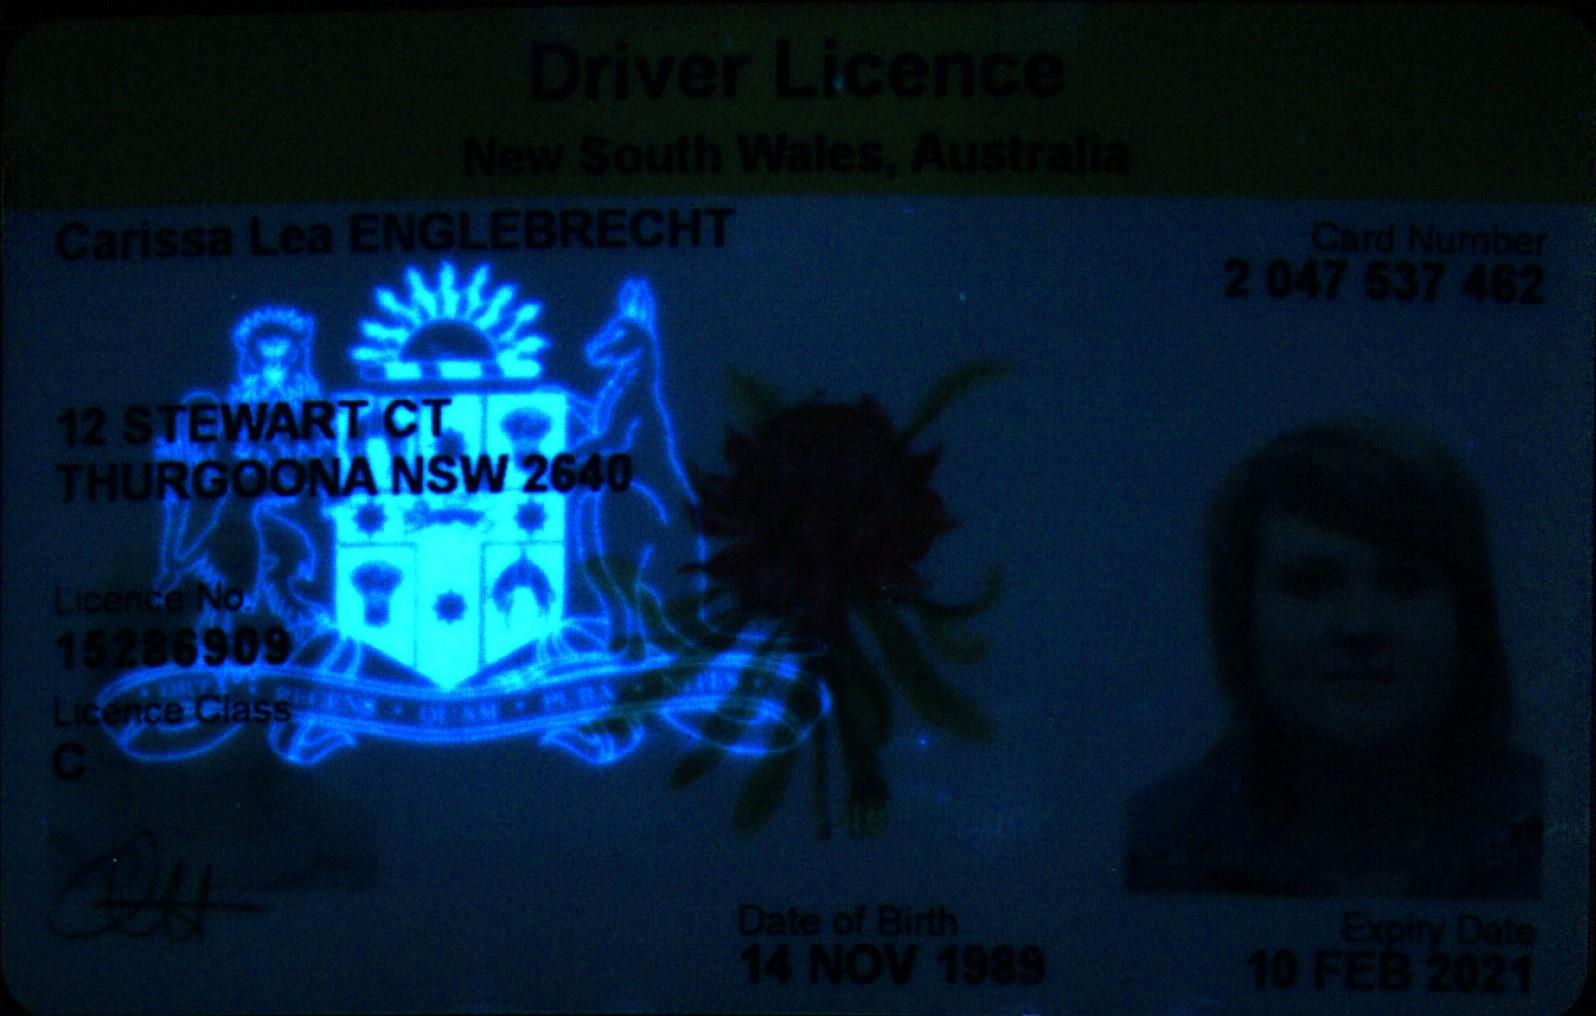 Driver Licence
New South Wales, Australia
Carissa Lea ENGLEBRECHT
Card Number
2 047 537 462
12 STEWART CT
THURGOONA NSW 2640
Licence No.
15286909
Licence Class
C
Date of Birth
14 NOV 1989
Expiry Date
10 FEB 2021